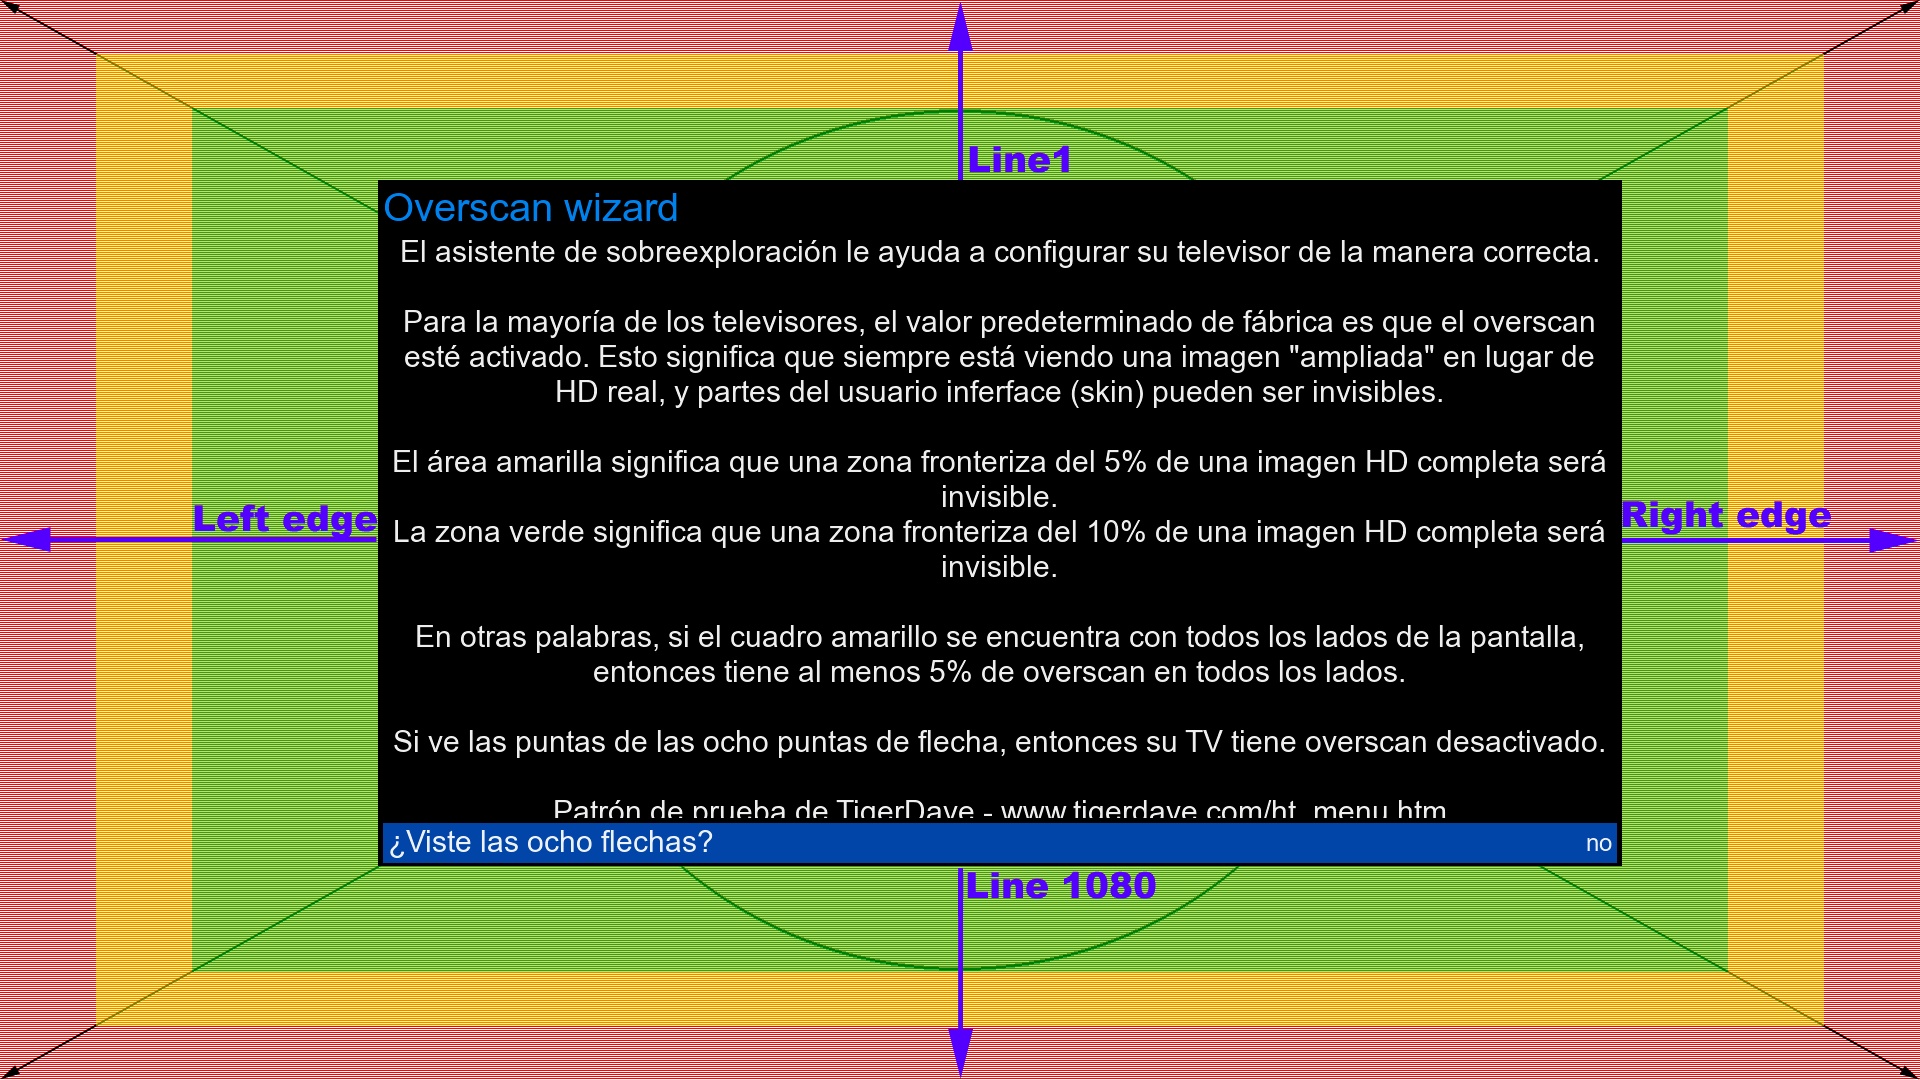 Line1
Overscan wizard
El asistente de sobreexploración le ayuda a configurar su televisor de la manera correcta.
Para la mayoría de los televisores, el valor predeterminado de fábrica es que el overscan
esté activado. Esto significa que siempre está viendo una imagen "ampliada" en lugar de
HD real, y partes del usuario inferface (skin) pueden ser invisibles.
El área amarilla significa que una zona fronteriza del 5% de una imagen HD completa será
invisible.
Left edge
Right edge
La zona verde significa que una zona fronteriza del 10% de una imagen HD completa será
invisible.
En otras palabras, si el cuadro amarillo se encuentra con todos los lados de la pantalla,
entonces tiene al menos 5% de overscan en todos los lados.
Si ve las puntas de las ocho puntas de flecha, entonces su TV tiene overscan desactivado.
Patrón de prueba de TigerDave - www.tigerdave.com/ht_menu.htm
¿Viste las ocho flechas? no
Line 1080